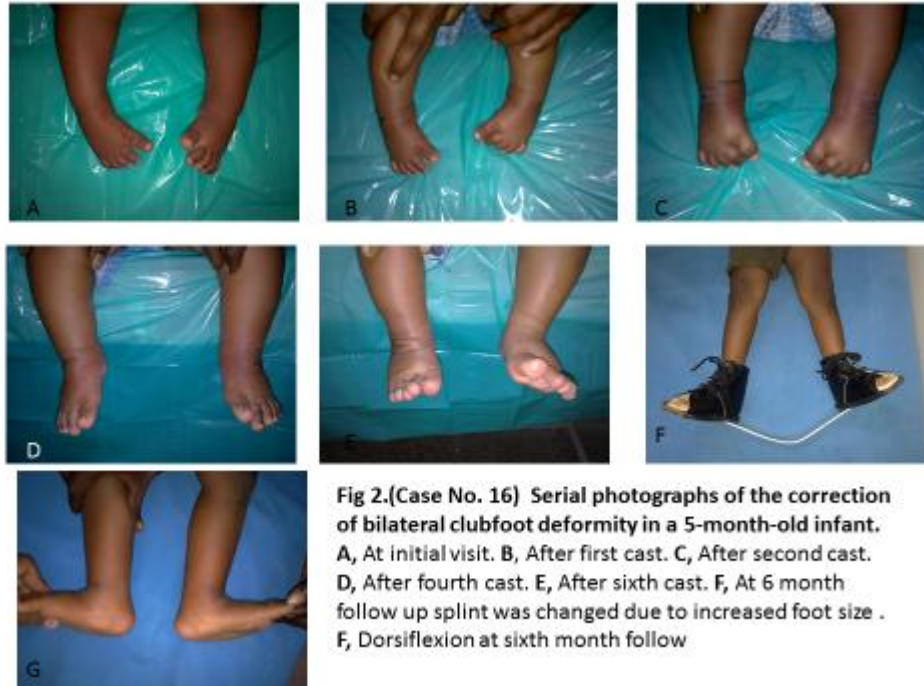 A
B
C
D
E
F
G
Fig 2.(Case No. 16) Serial photographs of the correction
of bilateral clubfoot deformity in a 5-month-old infant.
A, At initial visit. B, After first cast. C, After second cast.
D, After fourth cast. E, After sixth cast. F, At 6 month
follow up splint was changed due to increased foot size .
F, Dorsiflexion at sixth month follow